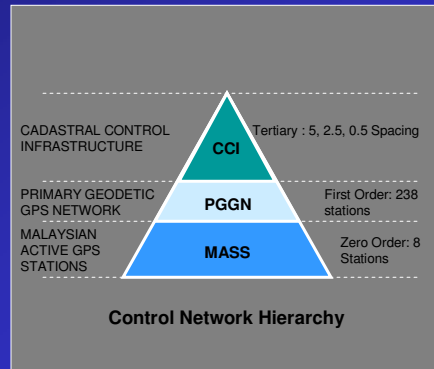 CADASTRAL CONTROL
INFRASTRUCTURE
Tertiary : 5, 2.5, 0.5 Spacing
CCI
PRIMARY GEODETIC
GPS NETWORK
PGGN
First Order: 238
stations
MALAYSIAN
ACTIVE GPS
STATIONS
MASS
Zero Order: 8
Stations
Control Network Hierarchy